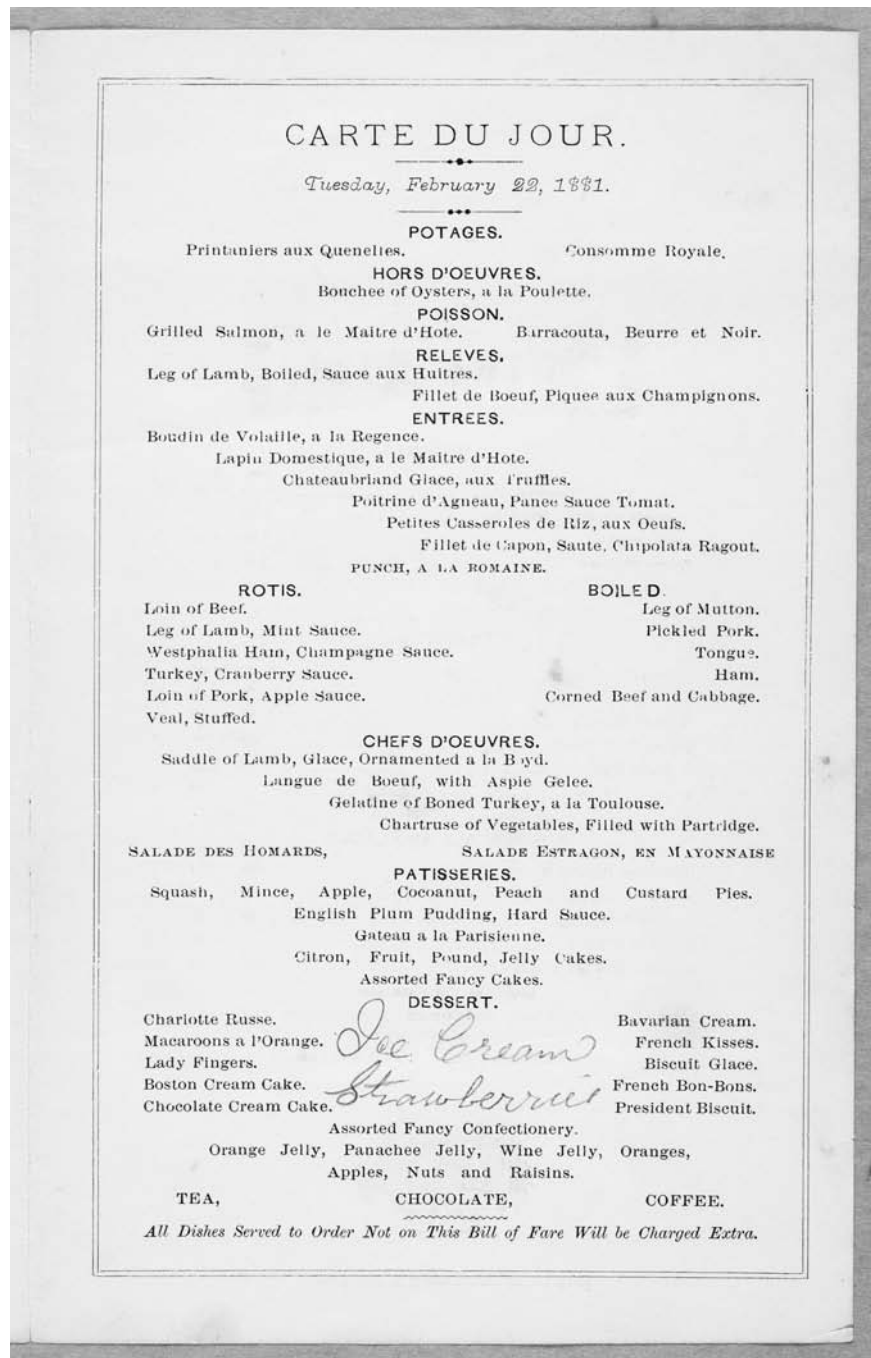 CARTE DU JOUR.
Tuesday, February 22, 1881.
POTAGES.
Printaniers aux Quenelles. Consomme Royale.
HORS D'OEUVRES.
Bouchee of Oysters, a la Poulette.
POISSON.
Grilled Salmon, a le Maitre d'Hote. Barracouta, Beurre et Noir.
RELEVES.
Leg of Lamb, Boiled, Sauce aux Huitres.
Fillet de Boeuf, Piquee aux Champignons.
ENTREES.
Boudin de Volaille, a la Regence.
Lapin Domestique, a le Maitre d'Hote.
Chateaubriand Glace, aux Truffles.
Poitrine d'Agneau, Panee Sauce Tomat.
Petites Casseroles de Riz, aux Oeufs.
Fillet de Capon, Saute, Chipolata Ragout.
PUNCH, A LA ROMAINE.
ROTIS. BOILED.
Loin of Beef. Leg of Mutton.
Leg of Lamb, Mint Sauce. Pickled Pork.
Westphalia Ham, Champagne Sauce. Tongue.
Turkey, Cranberry Sauce. Ham.
Loin of Pork, Apple Sauce. Corned Beef and Cabbage.
Veal, Stuffed.
CHEFS D'OEUVRES.
Saddle of Lamb, Glace, Ornamented a la Boyd.
Langue de Boeuf, with Aspie Gelee.
Gelatine of Boned Turkey, a la Toulouse.
Chartruse of Vegetables, Filled with Partridge.
SALADE DES HOMARDS, SALADE ESTRAGON, EN MAYONNAISE
PATISSERIES.
Squash, Mince, Apple, Cocoanut, Peach and Custard Pies.
English Plum Pudding, Hard Sauce.
Gateau a la Parisienne.
Citron, Fruit, Pound, Jelly Cakes.
Assorted Fancy Cakes.
DESSERT.
Charlotte Russe. Bavarian Cream.
Macaroons a l'Orange. Ice Cream French Kisses.
Lady Fingers. Biscuit Glace.
Boston Cream Cake. Strawberries French Bon-Bons.
Chocolate Cream Cake. President Biscuit.
Assorted Fancy Confectionery.
Orange Jelly, Panachee Jelly, Wine Jelly, Oranges,
Apples, Nuts and Raisins.
TEA, CHOCOLATE, COFFEE.
All Dishes Served to Order Not on This Bill of Fare Will be Charged Extra.